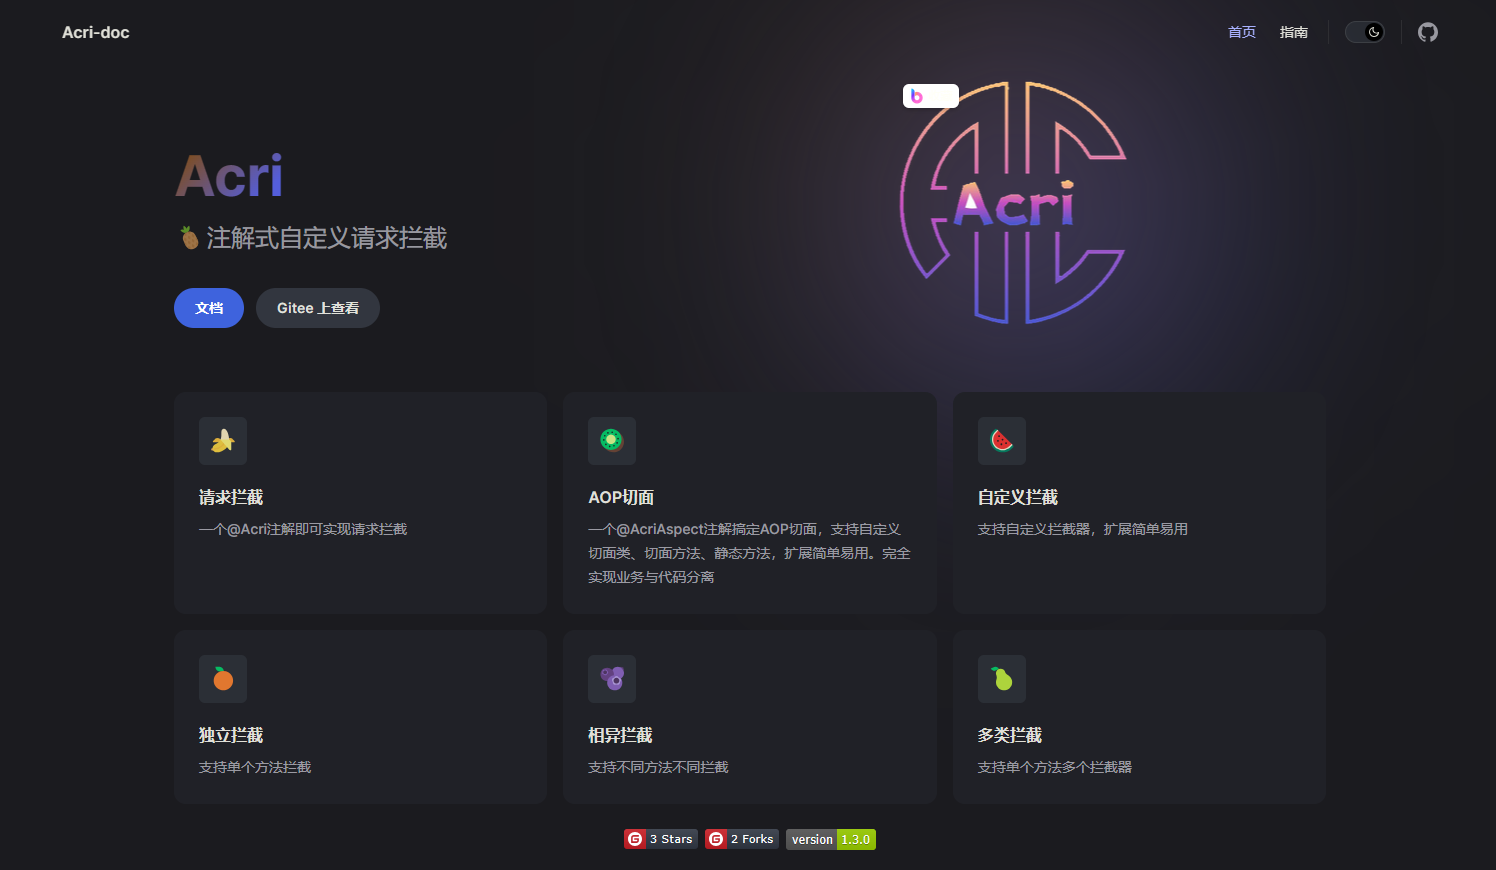 Acri-doc
首页
指南
Acri
注解式自定义请求拦截
文档
Gitee 上查看
Acri
请求拦截
一个@Acri注解即可实现请求拦截
AOP切面
一个@AcriAspect注解搞定AOP切面，支持自定义
切面类、切面方法、静态方法，扩展简单易用。完全
实现业务与代码分离
自定义拦截
支持自定义拦截器，扩展简单易用
独立拦截
支持单个方法拦截
相异拦截
支持不同方法不同拦截
多类拦截
支持单个方法多个拦截器
3 Stars
2 Forks
version 1.3.0